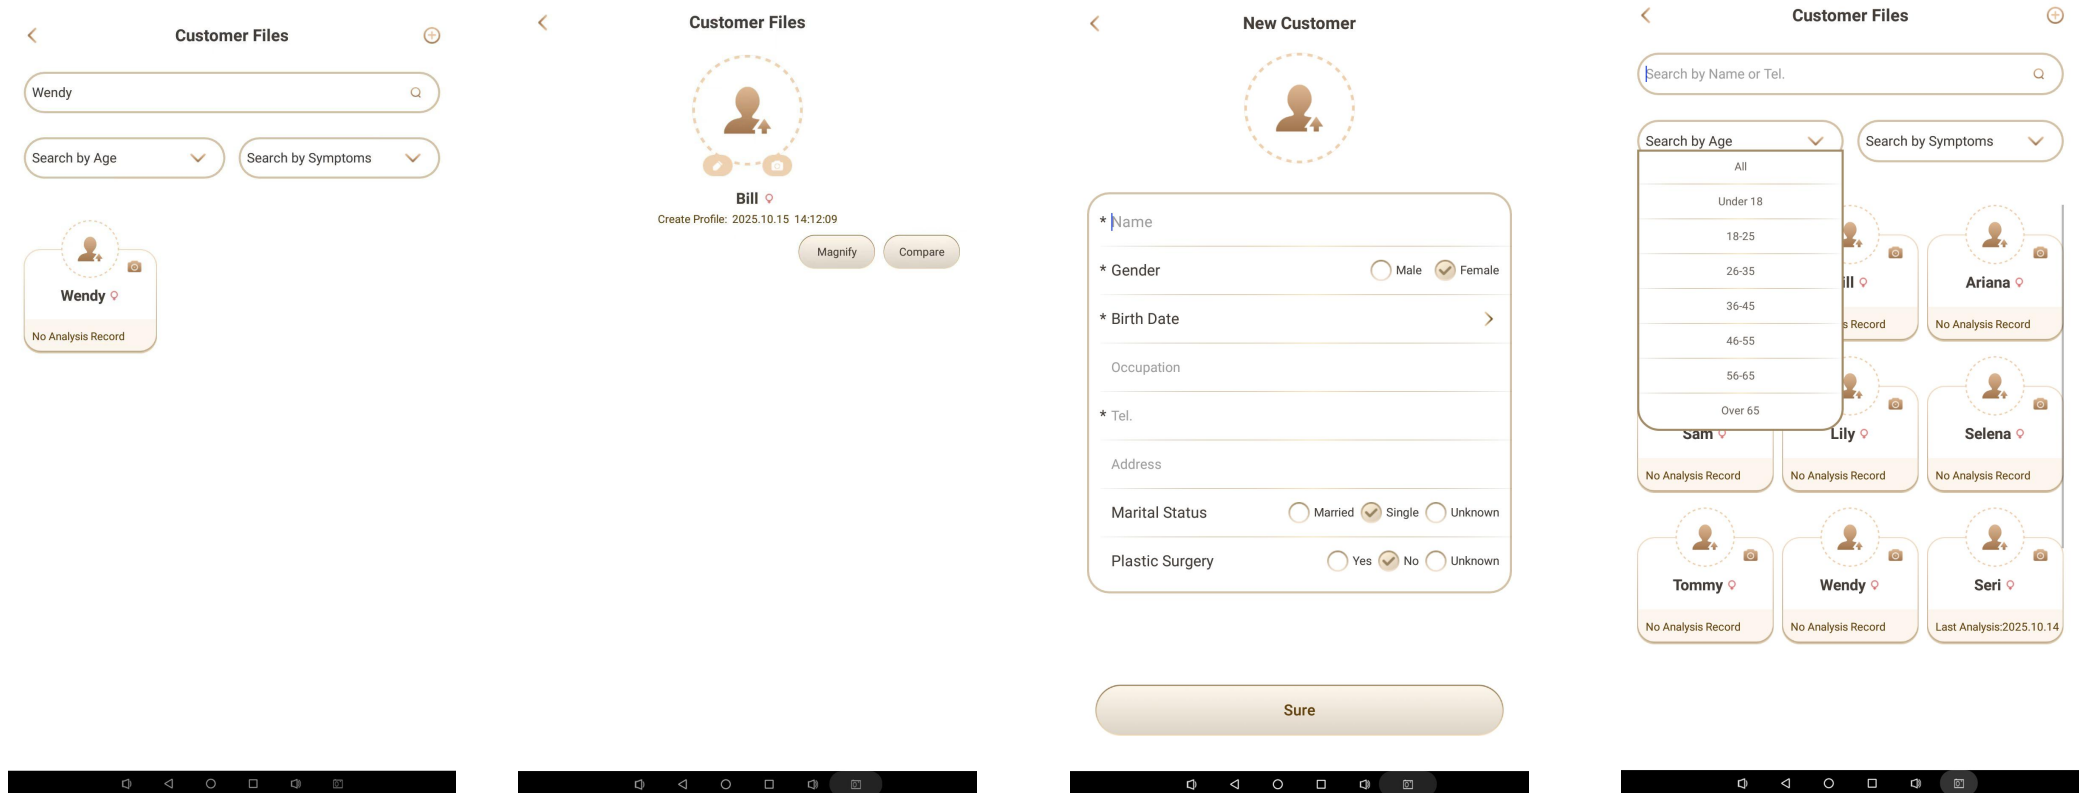 Customer Files
Wendy
Search by Age
Search by Symptoms
Wendy
No Analysis Record
Customer Files
Bill
Create Profile: 2025.10.15 14:12:09
Magnify
Compare
New Customer
* Name
* Gender
Male
Female
* Birth Date
Occupation
* Tel.
Address
Marital Status
Married
Single
Unknown
Plastic Surgery
Yes
No
Unknown
Sure
Customer Files
Search by Name or Tel.
Search by Age
Search by Symptoms
All
Under 18
18-25
26-35
36-45
46-55
56-65
Over 65
ill
Ariana
s Record
No Analysis Record
Sam
Lily
Selena
No Analysis Record
No Analysis Record
No Analysis Record
Tommy
Wendy
Seri
No Analysis Record
No Analysis Record
Last Analysis:2025.10.14